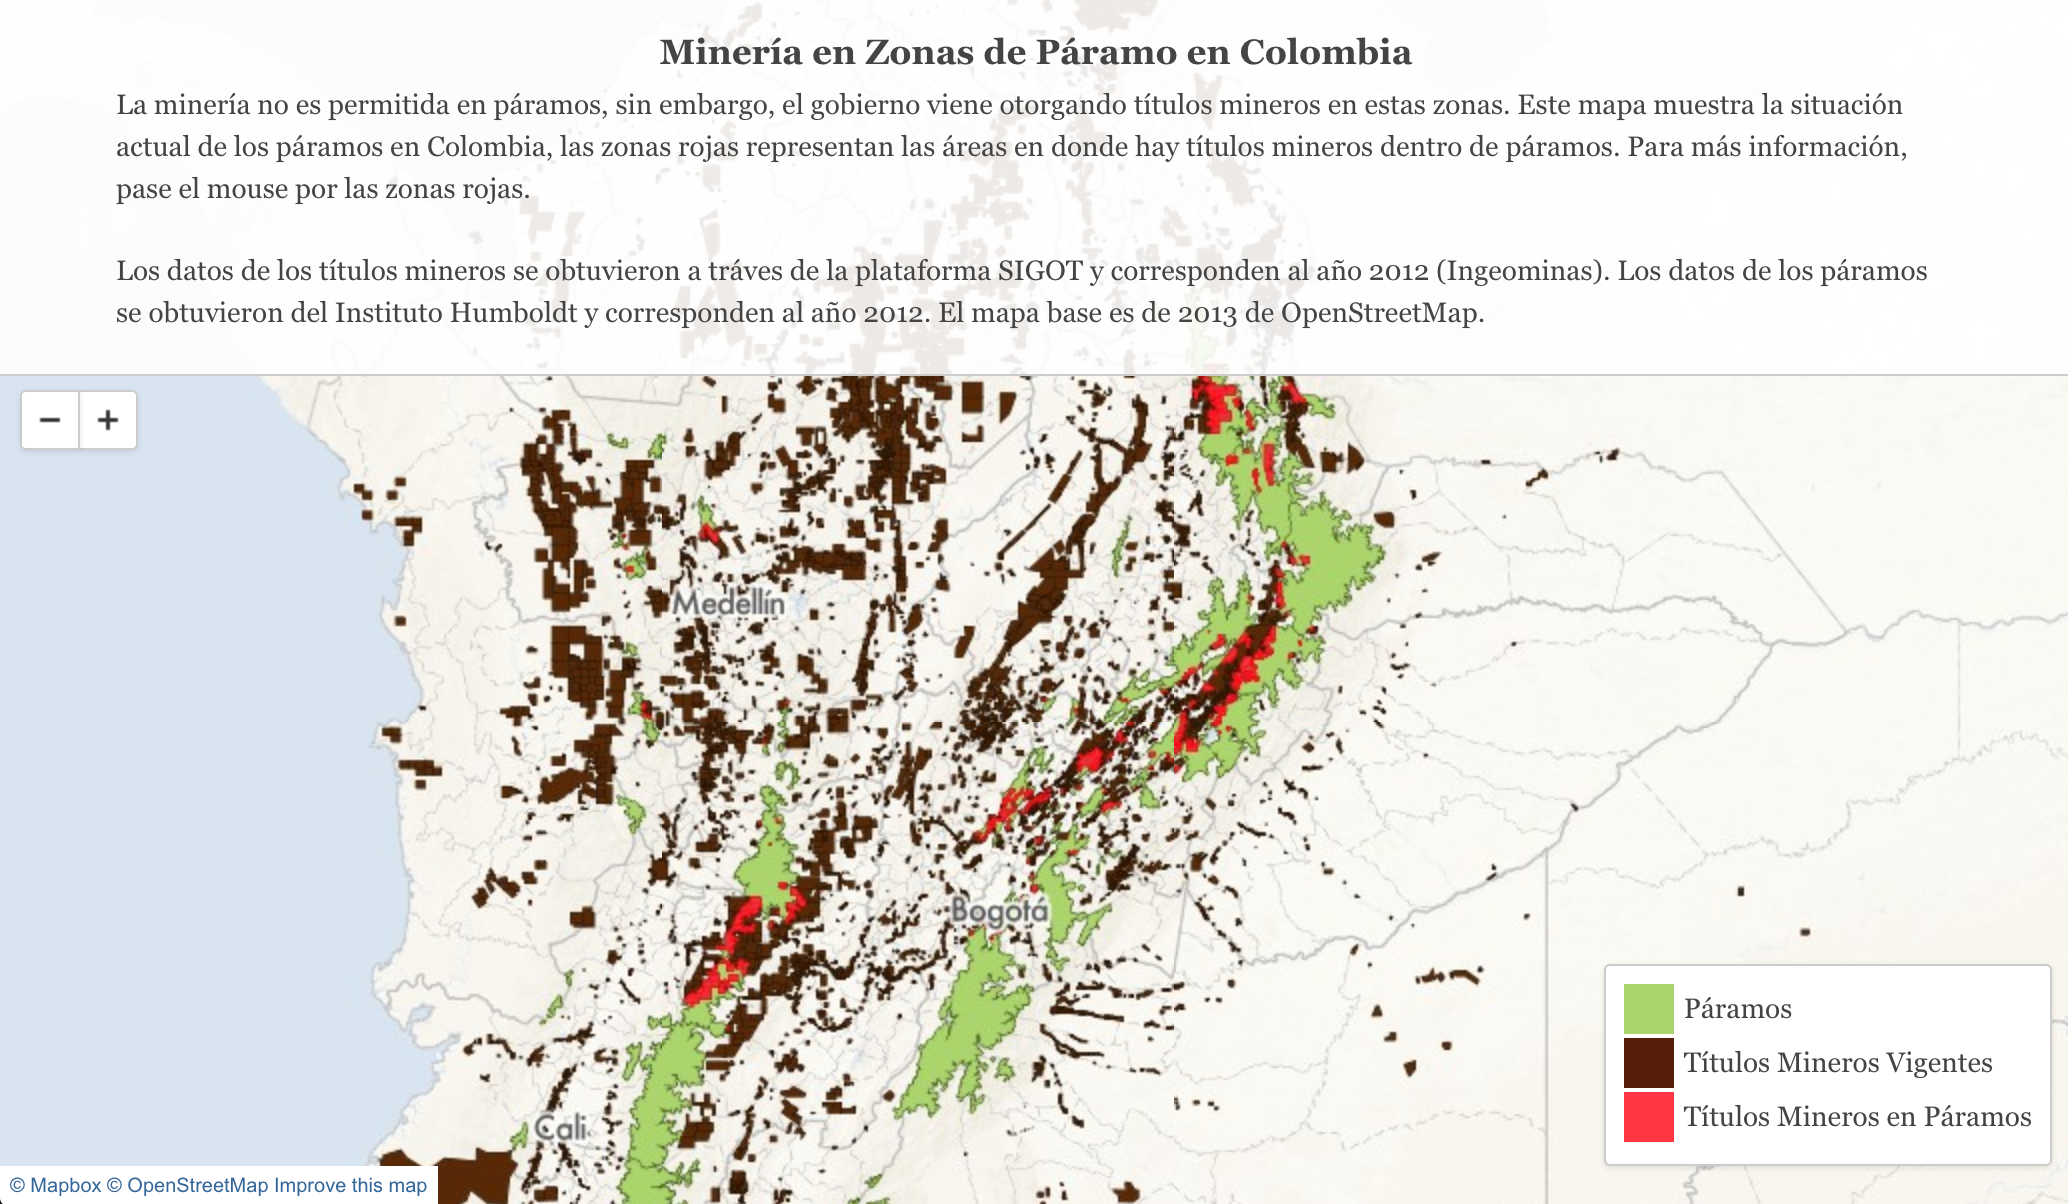 Minería en Zonas de Páramo en Colombia
La minería no es permitida en páramos, sin embargo, el gobierno viene otorgando títulos mineros en estas zonas. Este mapa muestra la situación
actual de los páramos en Colombia, las zonas rojas representan las áreas en donde hay títulos mineros dentro de páramos. Para más información,
pase el mouse por las zonas rojas.
Los datos de los títulos mineros se obtuvieron a tráves de la plataforma SIGOT y corresponden al año 2012 (Ingeominas). Los datos de los páramos
se obtuvieron del Instituto Humboldt y corresponden al año 2012. El mapa base es de 2013 de OpenStreetMap.
− +
Medellín
Bogotá
Cali
Páramos
Títulos Mineros Vigentes
Títulos Mineros en Páramos
© Mapbox © OpenStreetMap Improve this map